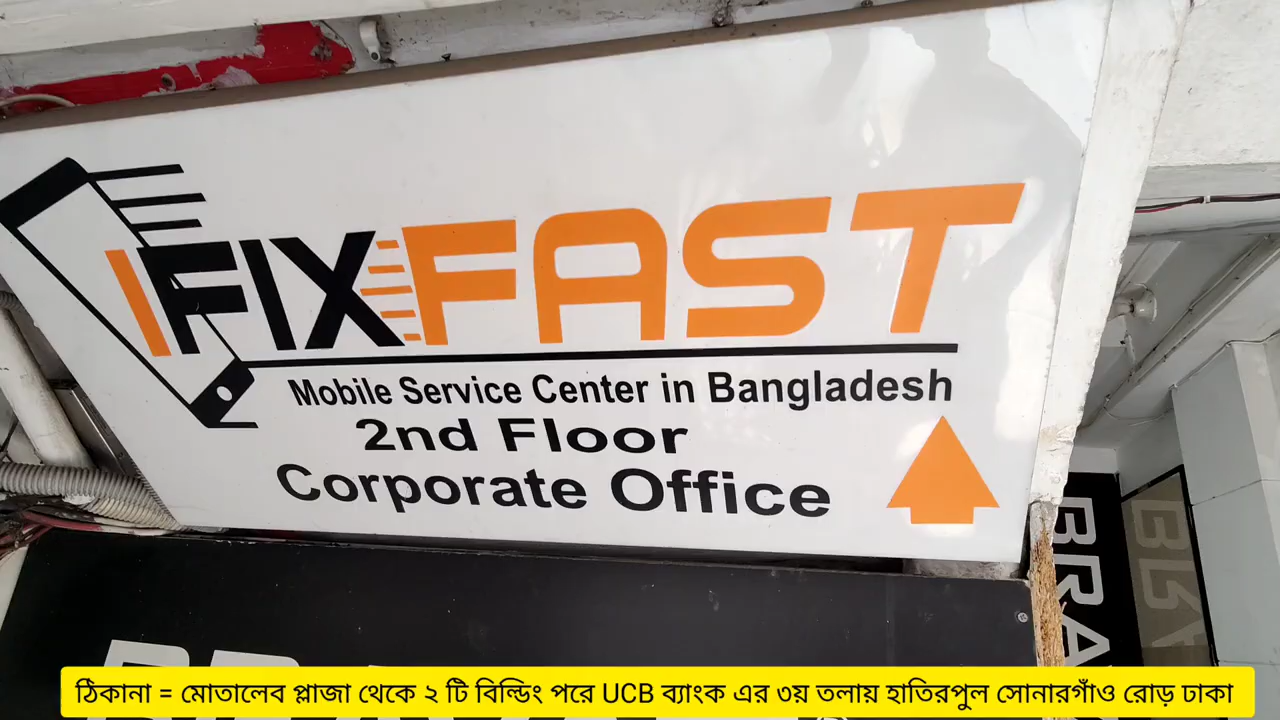 IFIXFAST
Mobile Service Center in Bangladesh
2nd Floor
Corporate Office
ঠিকানা = মোতালেব প্লাজা থেকে ২ টি বিল্ডিং পরে UCB ব্যাংক এর ৩য় তলায় হাতিরপুল সোনারগাঁও রোড় ঢাকা